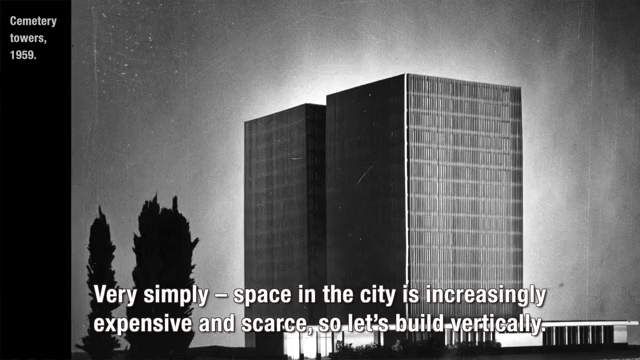 Cemetery
towers,
1959.
Very simply – space in the city is increasingly
expensive and scarce, so let's build vertically.